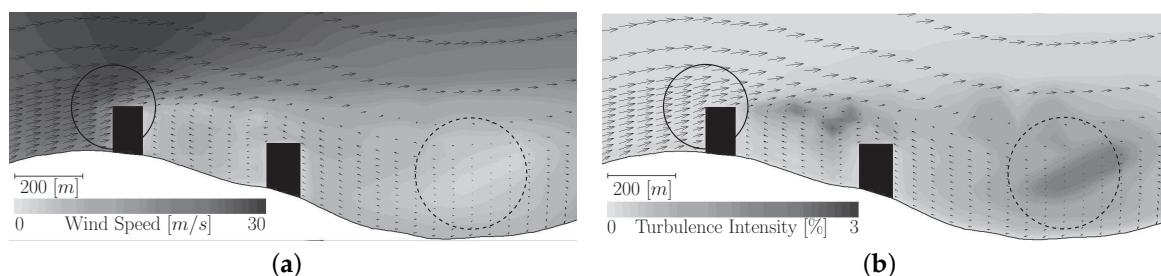 200 [m]
0 Wind Speed [m/s] 30
(a)
200 [m]
0 Turbulence Intensity [%] 3
(b)